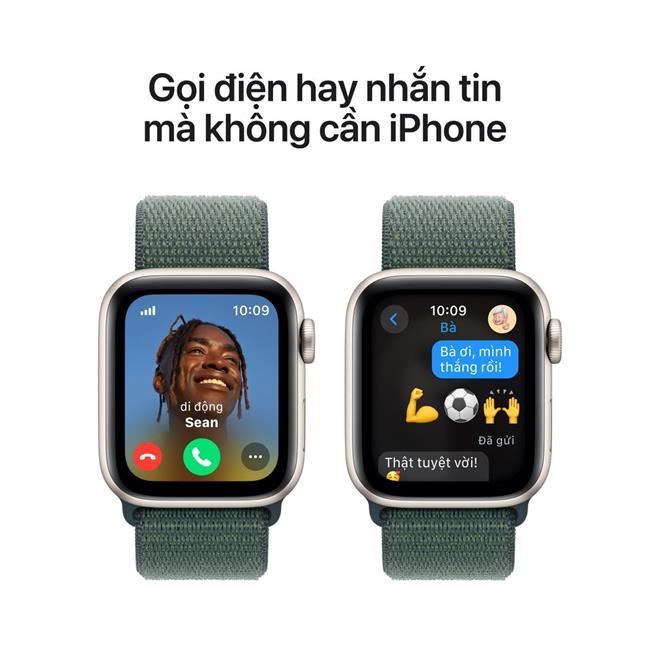 Gọi điện hay nhắn tin
mà không cần iPhone
10:09
di động
Sean
10:09
Bà
Bà ơi, mình
thắng rồi!
Đã gửi
Thật tuyệt vời!